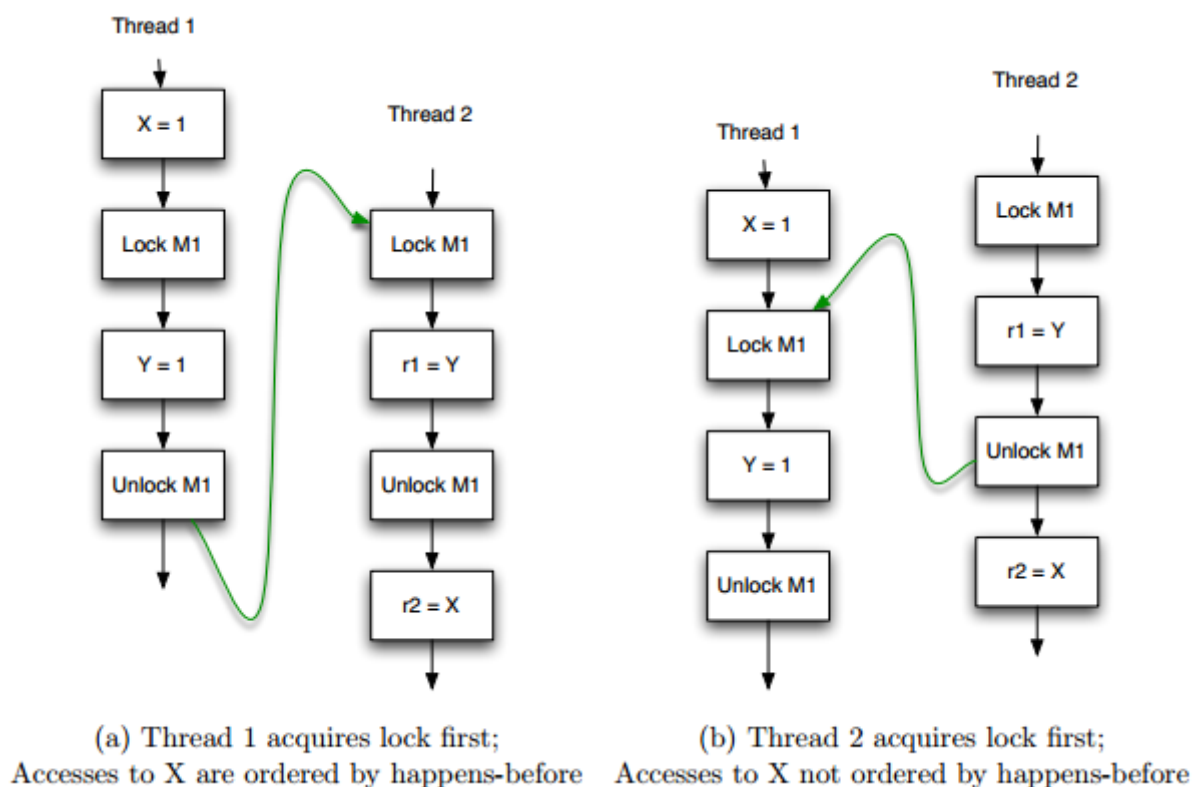 Thread 1
X = 1
Lock M1
Y = 1
Unlock M1
Thread 2
Lock M1
r1 = Y
Unlock M1
r2 = X
(a) Thread 1 acquires lock first;
Accesses to X are ordered by happens-before
Thread 1
X = 1
Lock M1
Y = 1
Unlock M1
Thread 2
Lock M1
r1 = Y
Unlock M1
r2 = X
(b) Thread 2 acquires lock first;
Accesses to X not ordered by happens-before